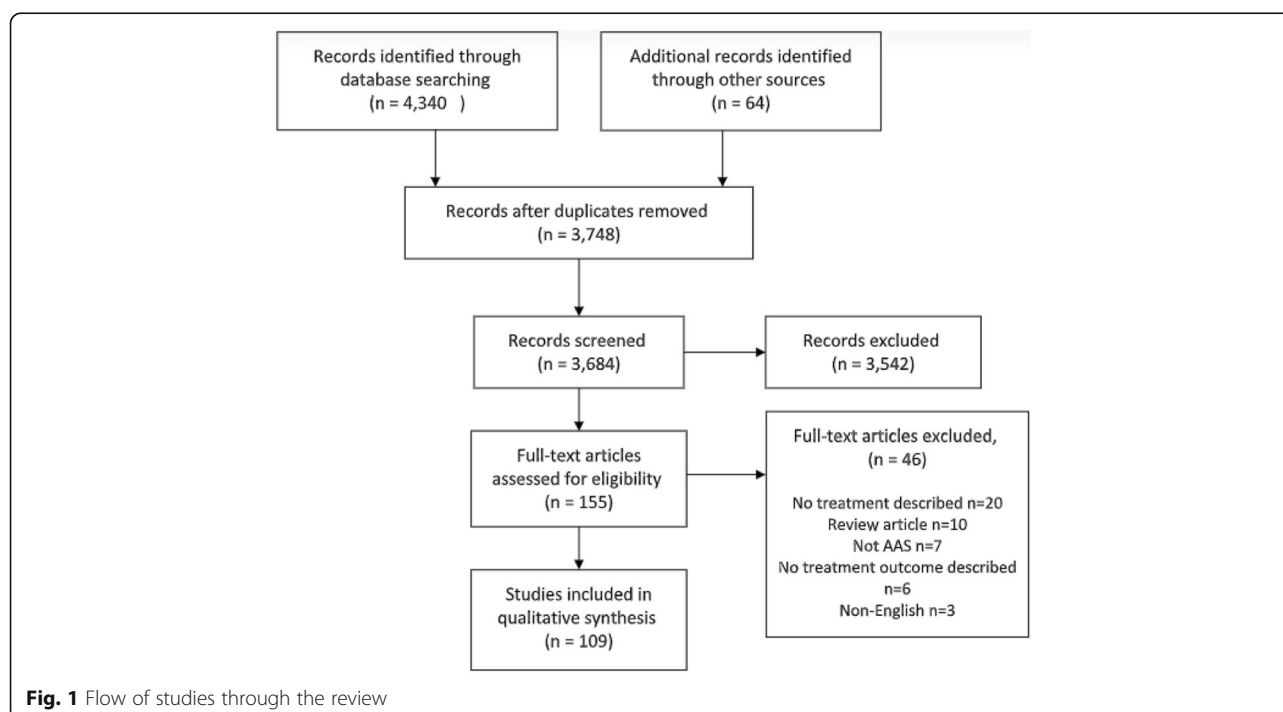 Records identified through
database searching
(n = 4,340   )
Additional records identified
through other sources
(n = 64)
Records after duplicates removed
(n = 3,748)
Records screened
(n = 3,684)
Records excluded
(n = 3,542)
Full-text articles
assessed for eligibility
(n = 155)
Full-text articles excluded,
(n = 46)
No treatment described n=20
Review article n=10
Not AAS n=7
No treatment outcome described
n=6
Non-English n=3
Studies included in
qualitative synthesis
(n = 109)
Fig. 1 Flow of studies through the review